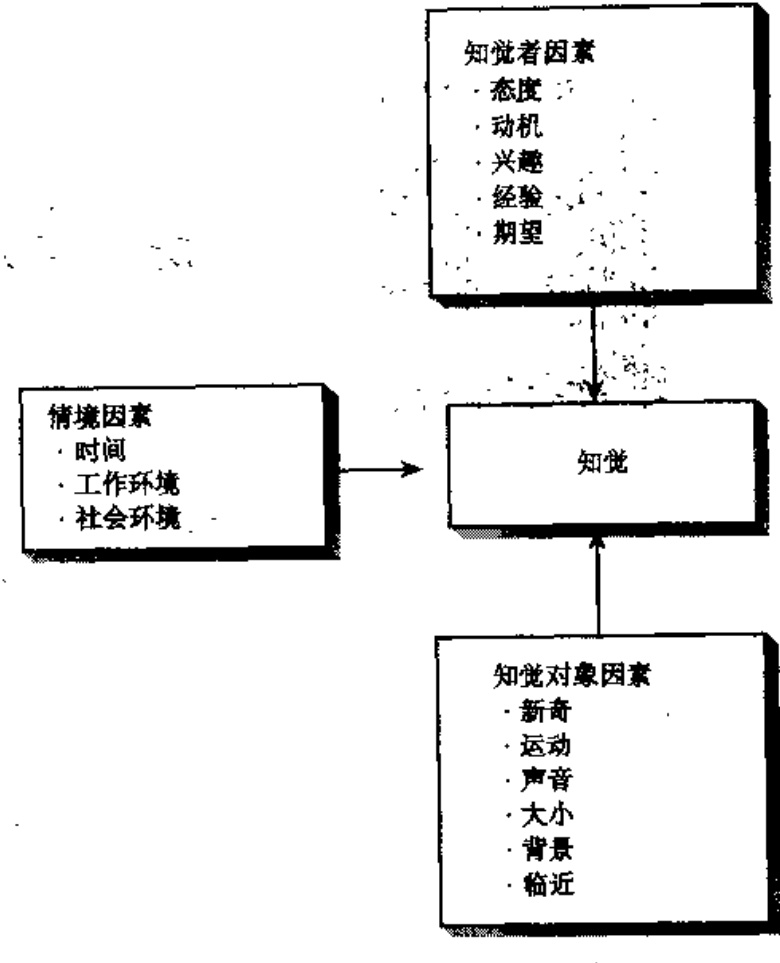 知觉者因素
· 态度
· 动机
· 兴趣
· 经验
· 期望
情境因素
· 时间
· 工作环境
· 社会环境
知觉
知觉对象因素
· 新奇
· 运动
· 声音
· 大小
· 背景
· 临近